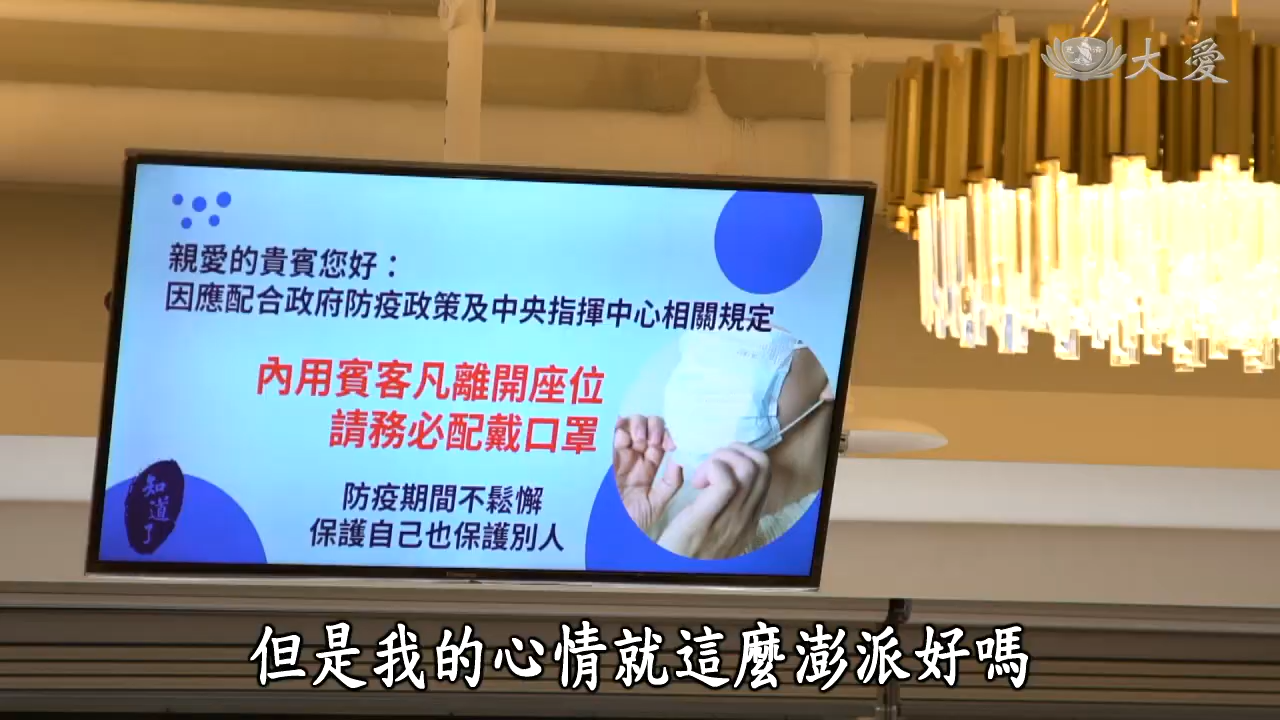 大愛
親愛的貴賓您好：
因應配合政府防疫政策及中央指揮中心相關規定
內用賓客凡離開座位
請務必配戴口罩
防疫期間不鬆懈
保護自己也保護別人
知道了
但是我的心情就這麼澎派好嗎